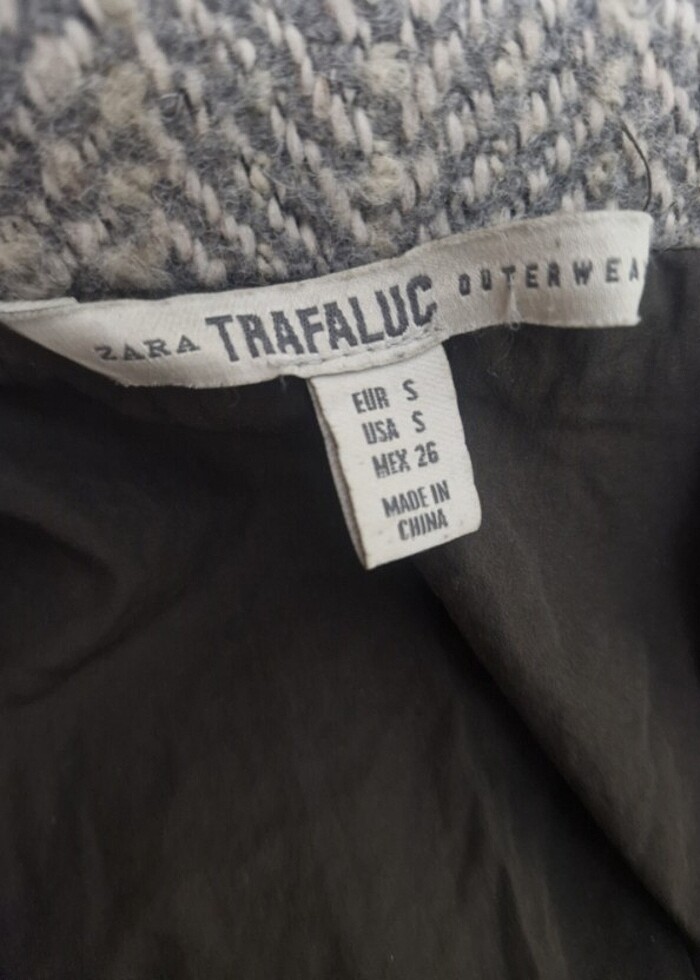 ZARA TRAFALUC OUTERWEA
EUR S
USA S
MEX 26
MADE IN
CHINA